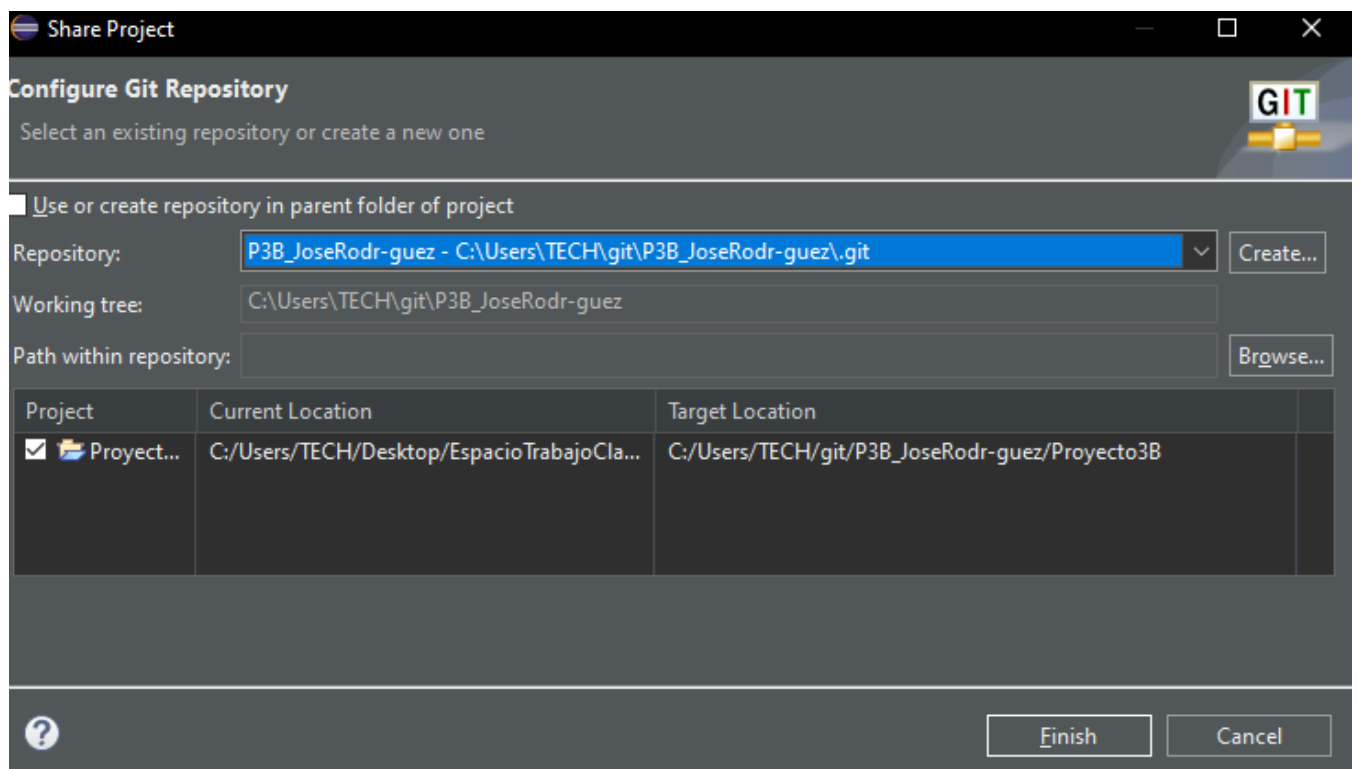 Share Project
Configure Git Repository
Select an existing repository or create a new one
GIT
Use or create repository in parent folder of project
Repository: P3B_JoseRodr-guez - C:\Users\TECH\git\P3B_JoseRodr-guez\.git Create...
Working tree: C:\Users\TECH\git\P3B_JoseRodr-guez
Path within repository: Browse...
Project Current Location Target Location
Proyect... C:/Users/TECH/Desktop/EspacioTrabajoCla... C:/Users/TECH/git/P3B_JoseRodr-guez/Proyecto3B
? Finish Cancel